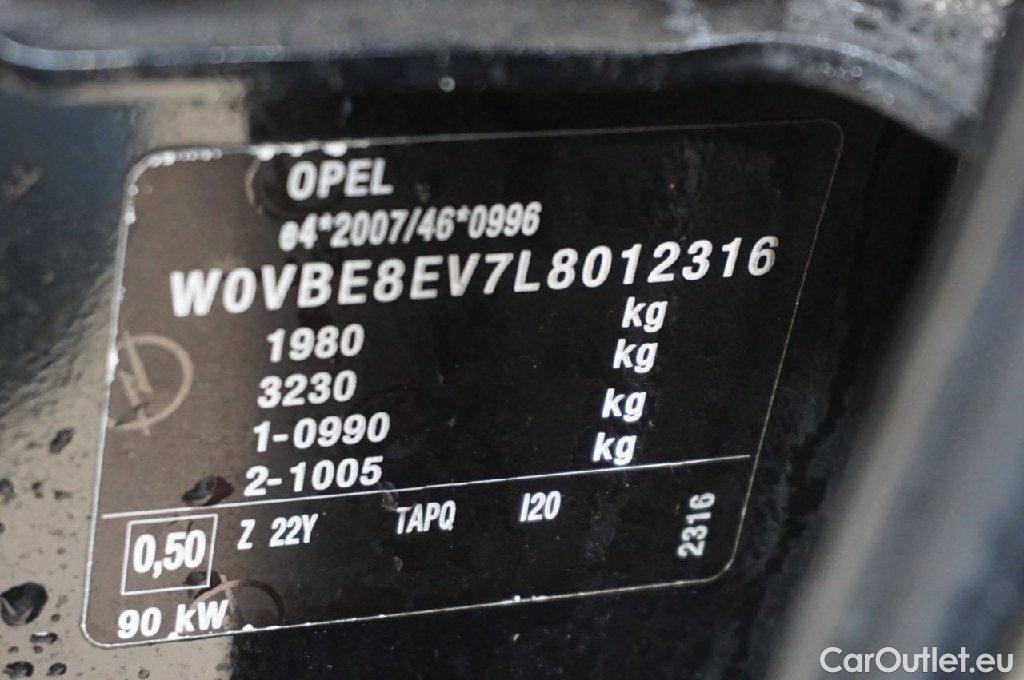 OPEL
e4*2007/46*0996
W0VBE8EV7L8012316
1980 kg
3230 kg
1-0990 kg
2-1005 kg
0,50 Z 22Y TAPQ I20 2316
90 kW
CarOutlet.eu